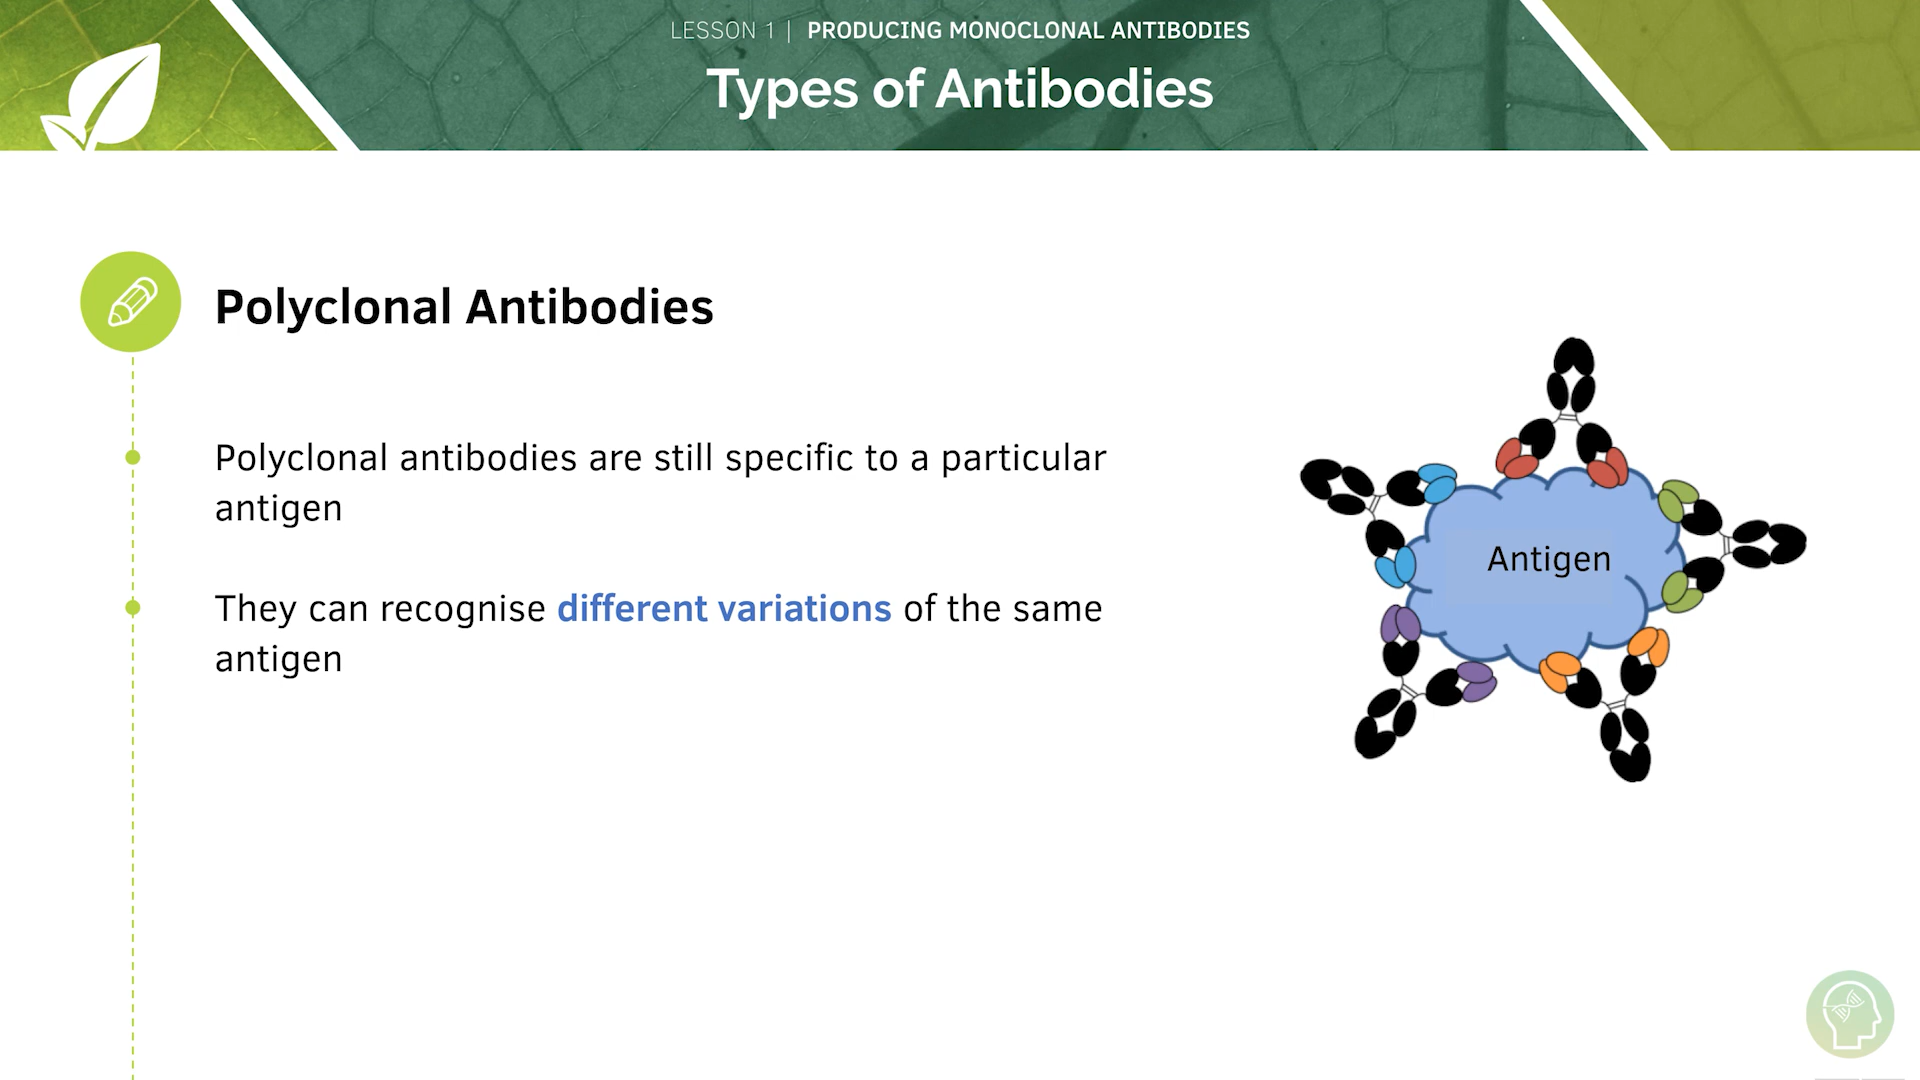 LESSON 1 | PRODUCING MONOCLONAL ANTIBODIES
Types of Antibodies
Polyclonal Antibodies
Polyclonal antibodies are still specific to a particular
antigen
They can recognise different variations of the same
antigen
Antigen